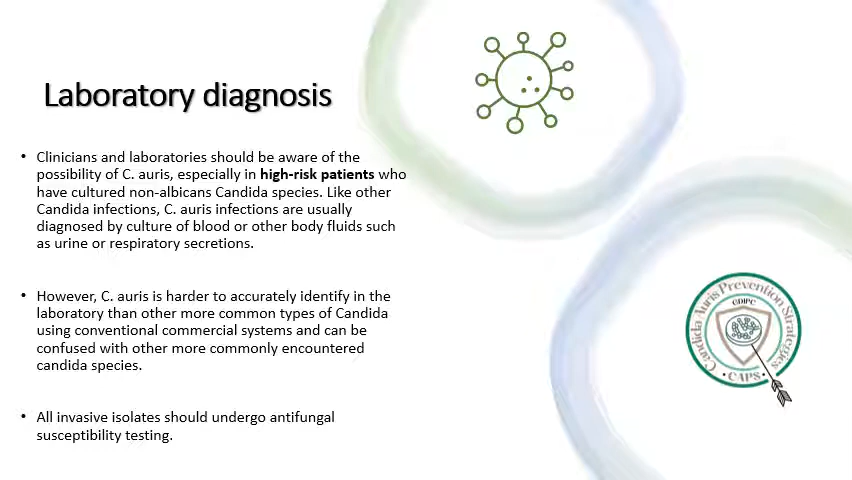 Laboratory diagnosis
• Clinicians and laboratories should be aware of the
possibility of C. auris, especially in high-risk patients who
have cultured non-albicans Candida species. Like other
Candida infections, C. auris infections are usually
diagnosed by culture of blood or other body fluids such
as urine or respiratory secretions.
• However, C. auris is harder to accurately identify in the
laboratory than other more common types of Candida
using conventional commercial systems and can be
confused with other more commonly encountered
candida species.
• All invasive isolates should undergo antifungal
susceptibility testing.
Candida Auris Prevention Strategies
GDIPC
•CAPS•